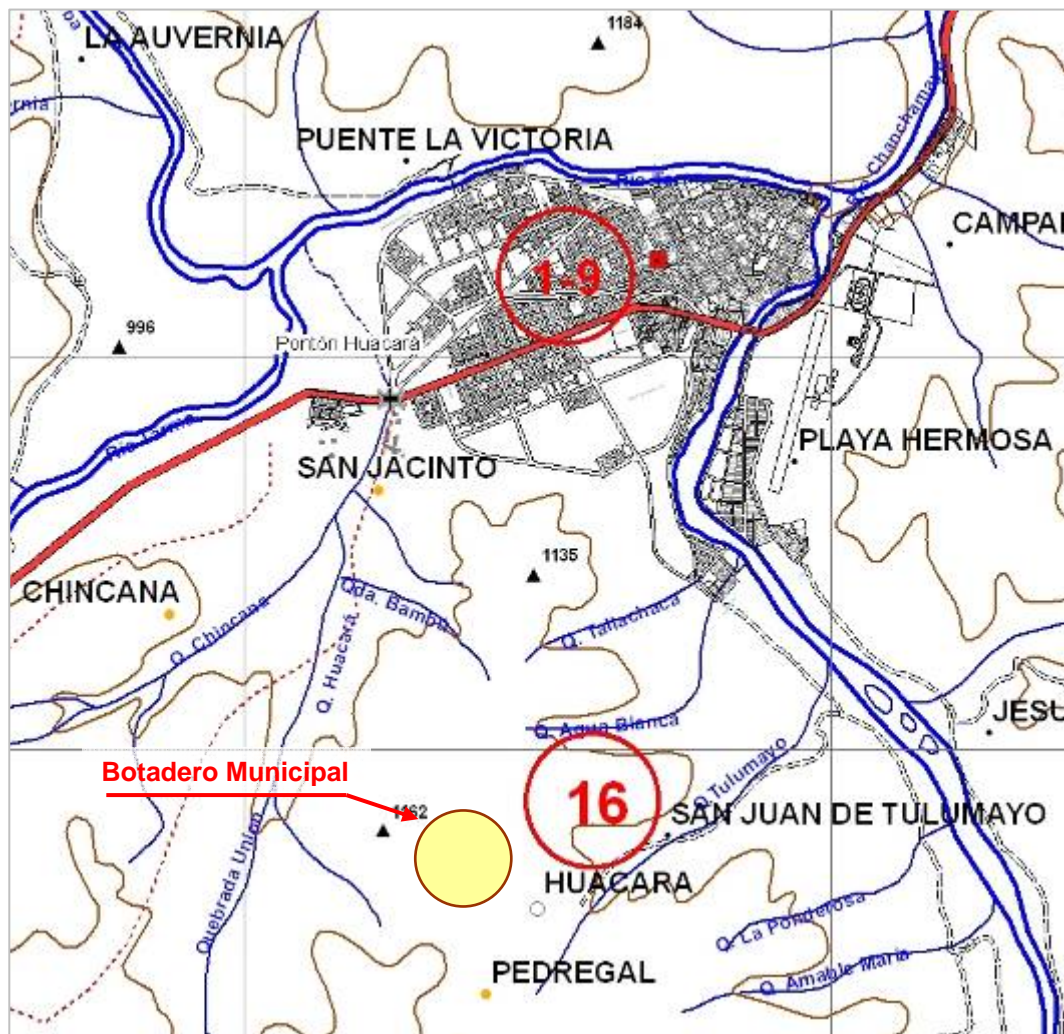 1184
LA AUVERNIA
PUENTE LA VICTORIA
Chanchamayo
CAMPA
1-9
996
Pontón Huacará
PLAYA HERMOSA
SAN JACINTO
1135
CHINCANA
Qda. Bambu
Q. Chincana
Q. Huacará
Q. Tallachaca
Q. Agua Blanca
JESU
Botadero Municipal
Q.Tulumayo
16
1162
SAN JUAN DE TULUMAYO
Quebrada Unión
HUACARA
Q. La Ponderosa
PEDREGAL
Q. Amable María